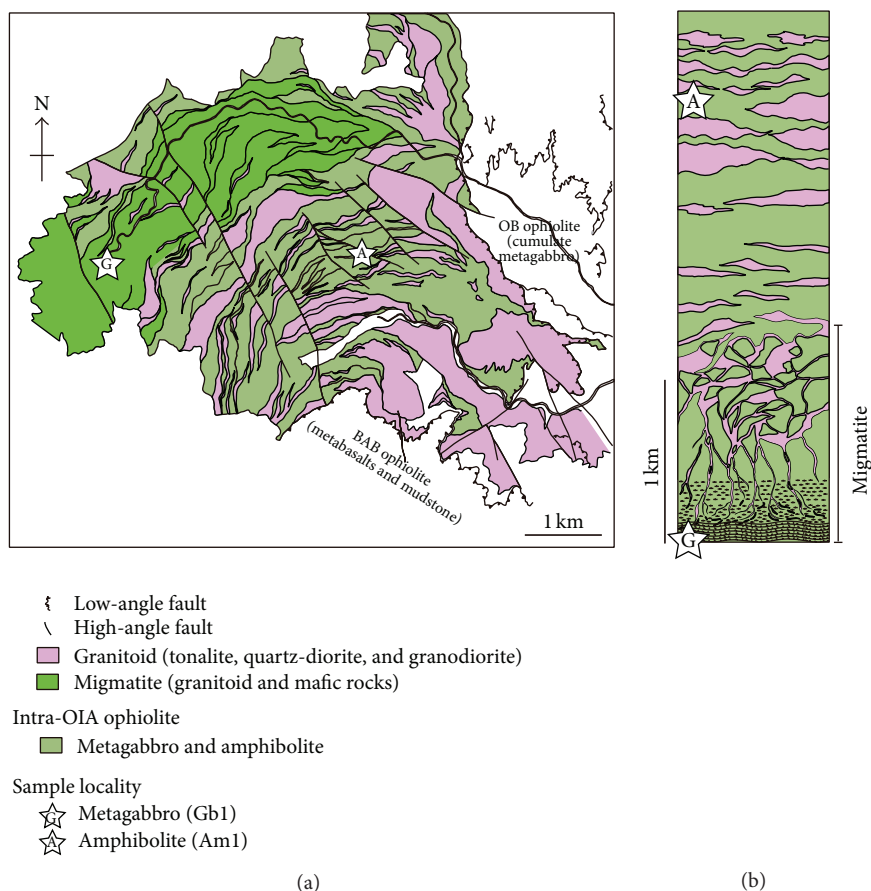 N
G
A
OB ophiolite
(cumulate
metagabbro)
BAB ophiolite
(metabasalts and mudstone)
1 km
A
1 km
Migmatite
G
Low-angle fault
High-angle fault
Granitoid (tonalite, quartz-diorite, and granodiorite)
Migmatite (granitoid and mafic rocks)
Intra-OIA ophiolite
Metagabbro and amphibolite
Sample locality
G Metagabbro (Gb1)
A Amphibolite (Am1)
(a)
(b)